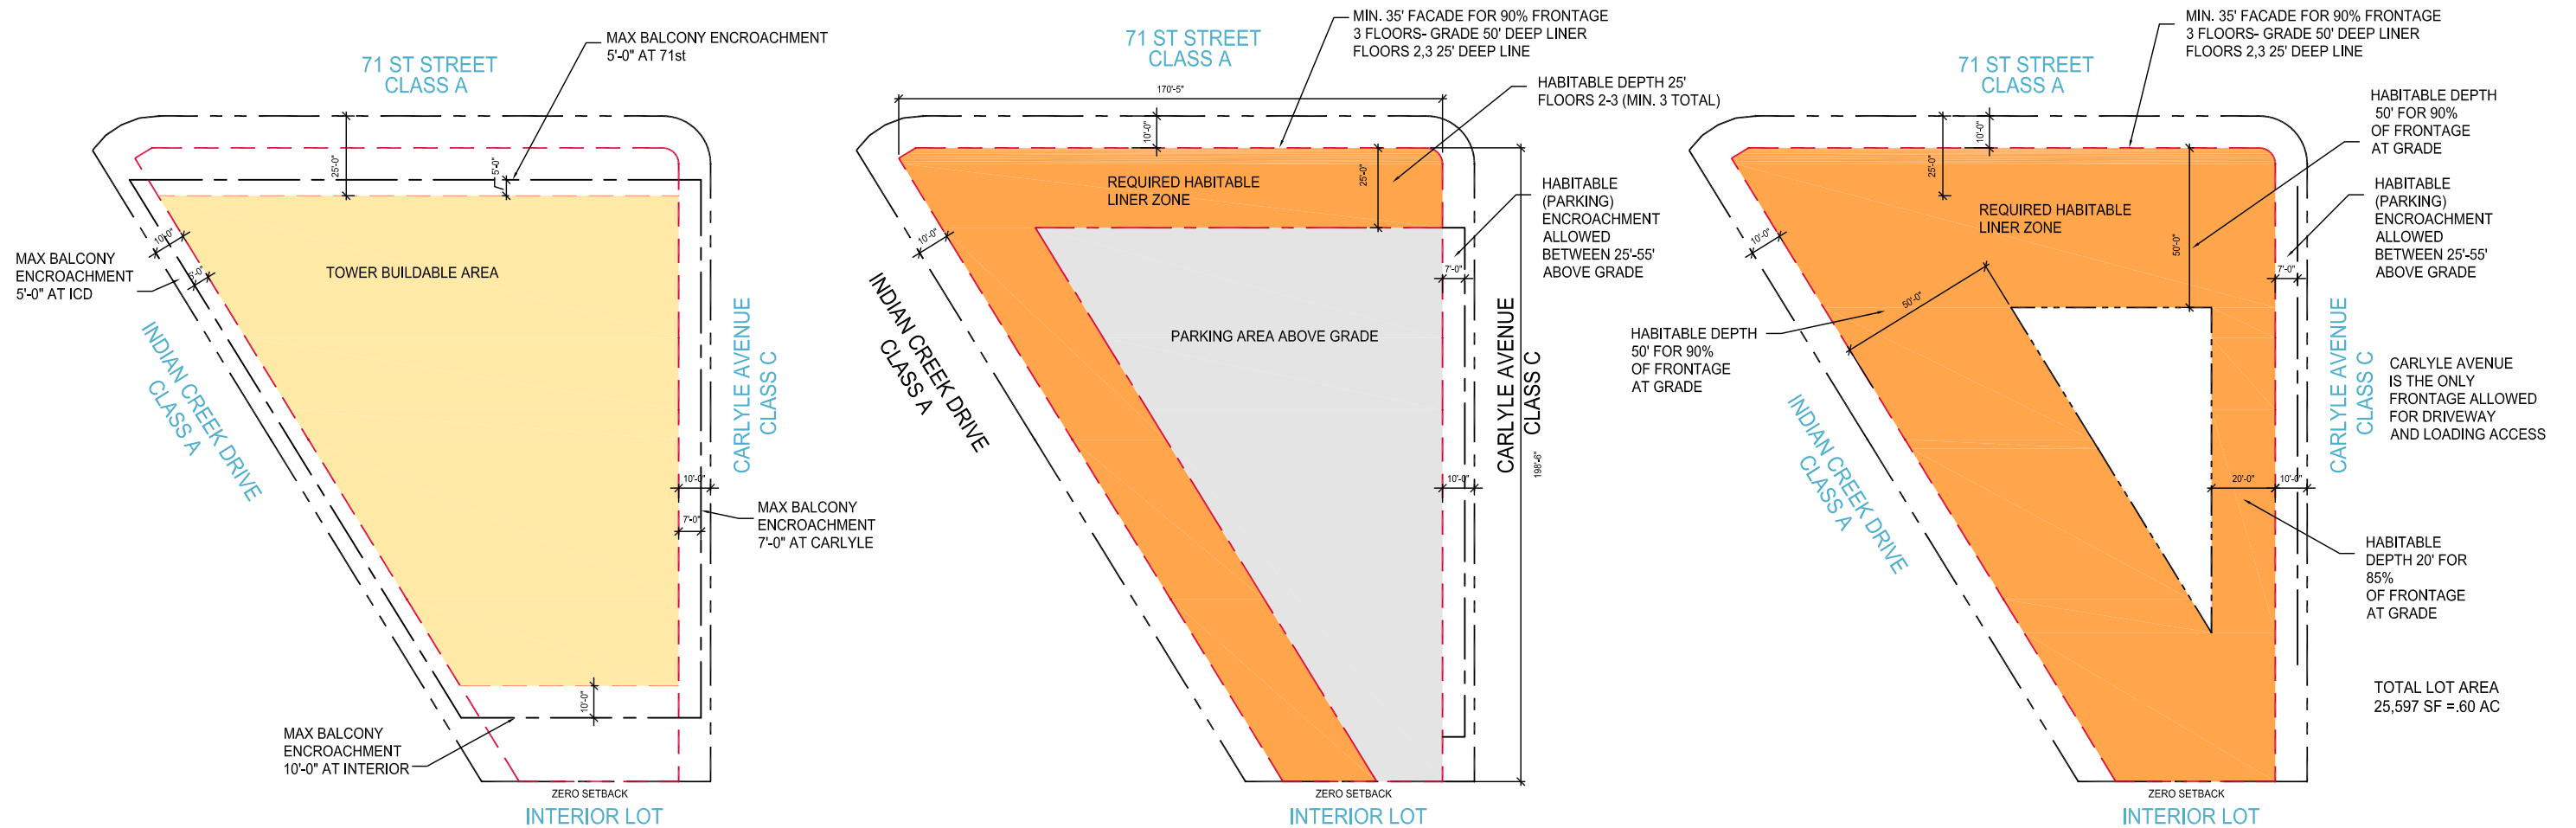 71 ST STREET
CLASS A
MAX BALCONY ENCROACHMENT
5'-0" AT 71st
25'-0"
5'-0"
10'-0"
5'-0"
MAX BALCONY
ENCROACHMENT
5'-0" AT ICD
TOWER BUILDABLE AREA
INDIAN CREEK DRIVE
CLASS A
CARLYLE AVENUE
CLASS C
10'-0"
7'-0"
MAX BALCONY
ENCROACHMENT
7'-0" AT CARLYLE
10'-0"
MAX BALCONY
ENCROACHMENT
10'-0" AT INTERIOR
ZERO SETBACK
INTERIOR LOT
71 ST STREET
CLASS A
MIN. 35' FACADE FOR 90% FRONTAGE
3 FLOORS- GRADE 50' DEEP LINER
FLOORS 2,3 25' DEEP LINE
170'-5"
HABITABLE DEPTH 25'
FLOORS 2-3 (MIN. 3 TOTAL)
10'-0"
REQUIRED HABITABLE
LINER ZONE
25'-0"
HABITABLE
(PARKING)
ENCROACHMENT
ALLOWED
BETWEEN 25'-55'
ABOVE GRADE
10'-0"
7'-0"
INDIAN CREEK DRIVE
CLASS A
PARKING AREA ABOVE GRADE
CARLYLE AVENUE
CLASS C
198'-6"
10'-0"
ZERO SETBACK
INTERIOR LOT
71 ST STREET
CLASS A
MIN. 35' FACADE FOR 90% FRONTAGE
3 FLOORS- GRADE 50' DEEP LINER
FLOORS 2,3 25' DEEP LINE
HABITABLE DEPTH
50' FOR 90%
OF FRONTAGE
AT GRADE
10'-0"
25'-0"
REQUIRED HABITABLE
LINER ZONE
50'-0"
HABITABLE
(PARKING)
ENCROACHMENT
ALLOWED
BETWEEN 25'-55'
ABOVE GRADE
10'-0"
7'-0"
50'-0"
HABITABLE DEPTH
50' FOR 90%
OF FRONTAGE
AT GRADE
INDIAN CREEK DRIVE
CLASS A
CARLYLE AVENUE
CLASS C
CARLYLE AVENUE
IS THE ONLY
FRONTAGE ALLOWED
FOR DRIVEWAY
AND LOADING ACCESS
20'-0"
10'-0"
HABITABLE
DEPTH 20' FOR
85%
OF FRONTAGE
AT GRADE
TOTAL LOT AREA
25,597 SF =.60 AC
ZERO SETBACK
INTERIOR LOT